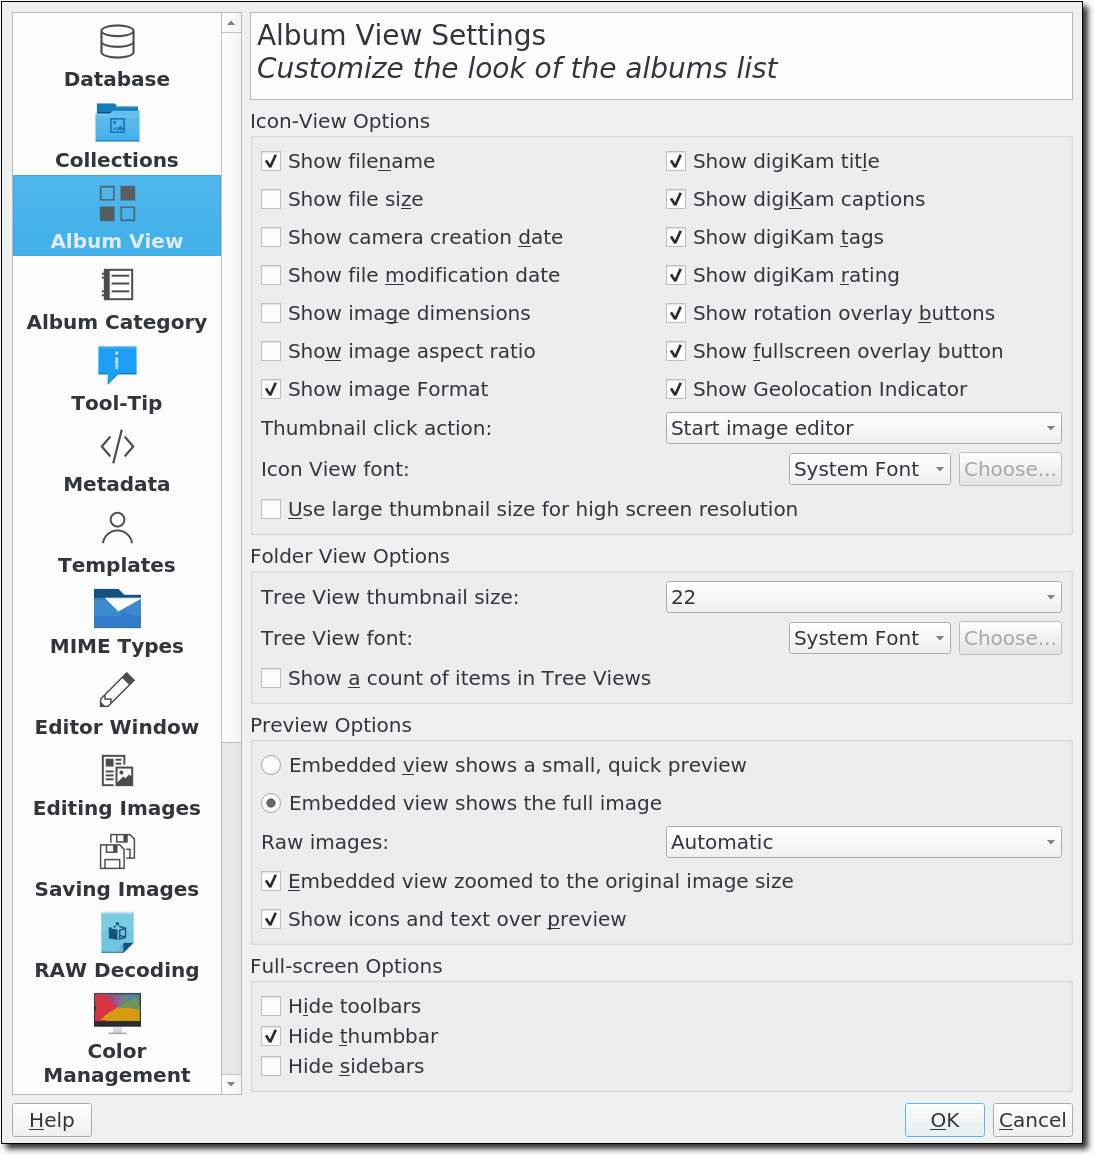 Database
Collections
Album View
Album Category
Tool-Tip
Metadata
Templates
MIME Types
Editor Window
Editing Images
Saving Images
RAW Decoding
Color
Management
Album View Settings
Customize the look of the albums list
Icon-View Options
Show filename
Show file size
Show camera creation date
Show file modification date
Show image dimensions
Show image aspect ratio
Show image Format
Show digiKam title
Show digiKam captions
Show digiKam tags
Show digiKam rating
Show rotation overlay buttons
Show fullscreen overlay button
Show Geolocation Indicator
Thumbnail click action: Start image editor
Icon View font: System Font Choose...
Use large thumbnail size for high screen resolution
Folder View Options
Tree View thumbnail size: 22
Tree View font: System Font Choose...
Show a count of items in Tree Views
Preview Options
Embedded view shows a small, quick preview
Embedded view shows the full image
Raw images: Automatic
Embedded view zoomed to the original image size
Show icons and text over preview
Full-screen Options
Hide toolbars
Hide thumbbar
Hide sidebars
Help OK Cancel